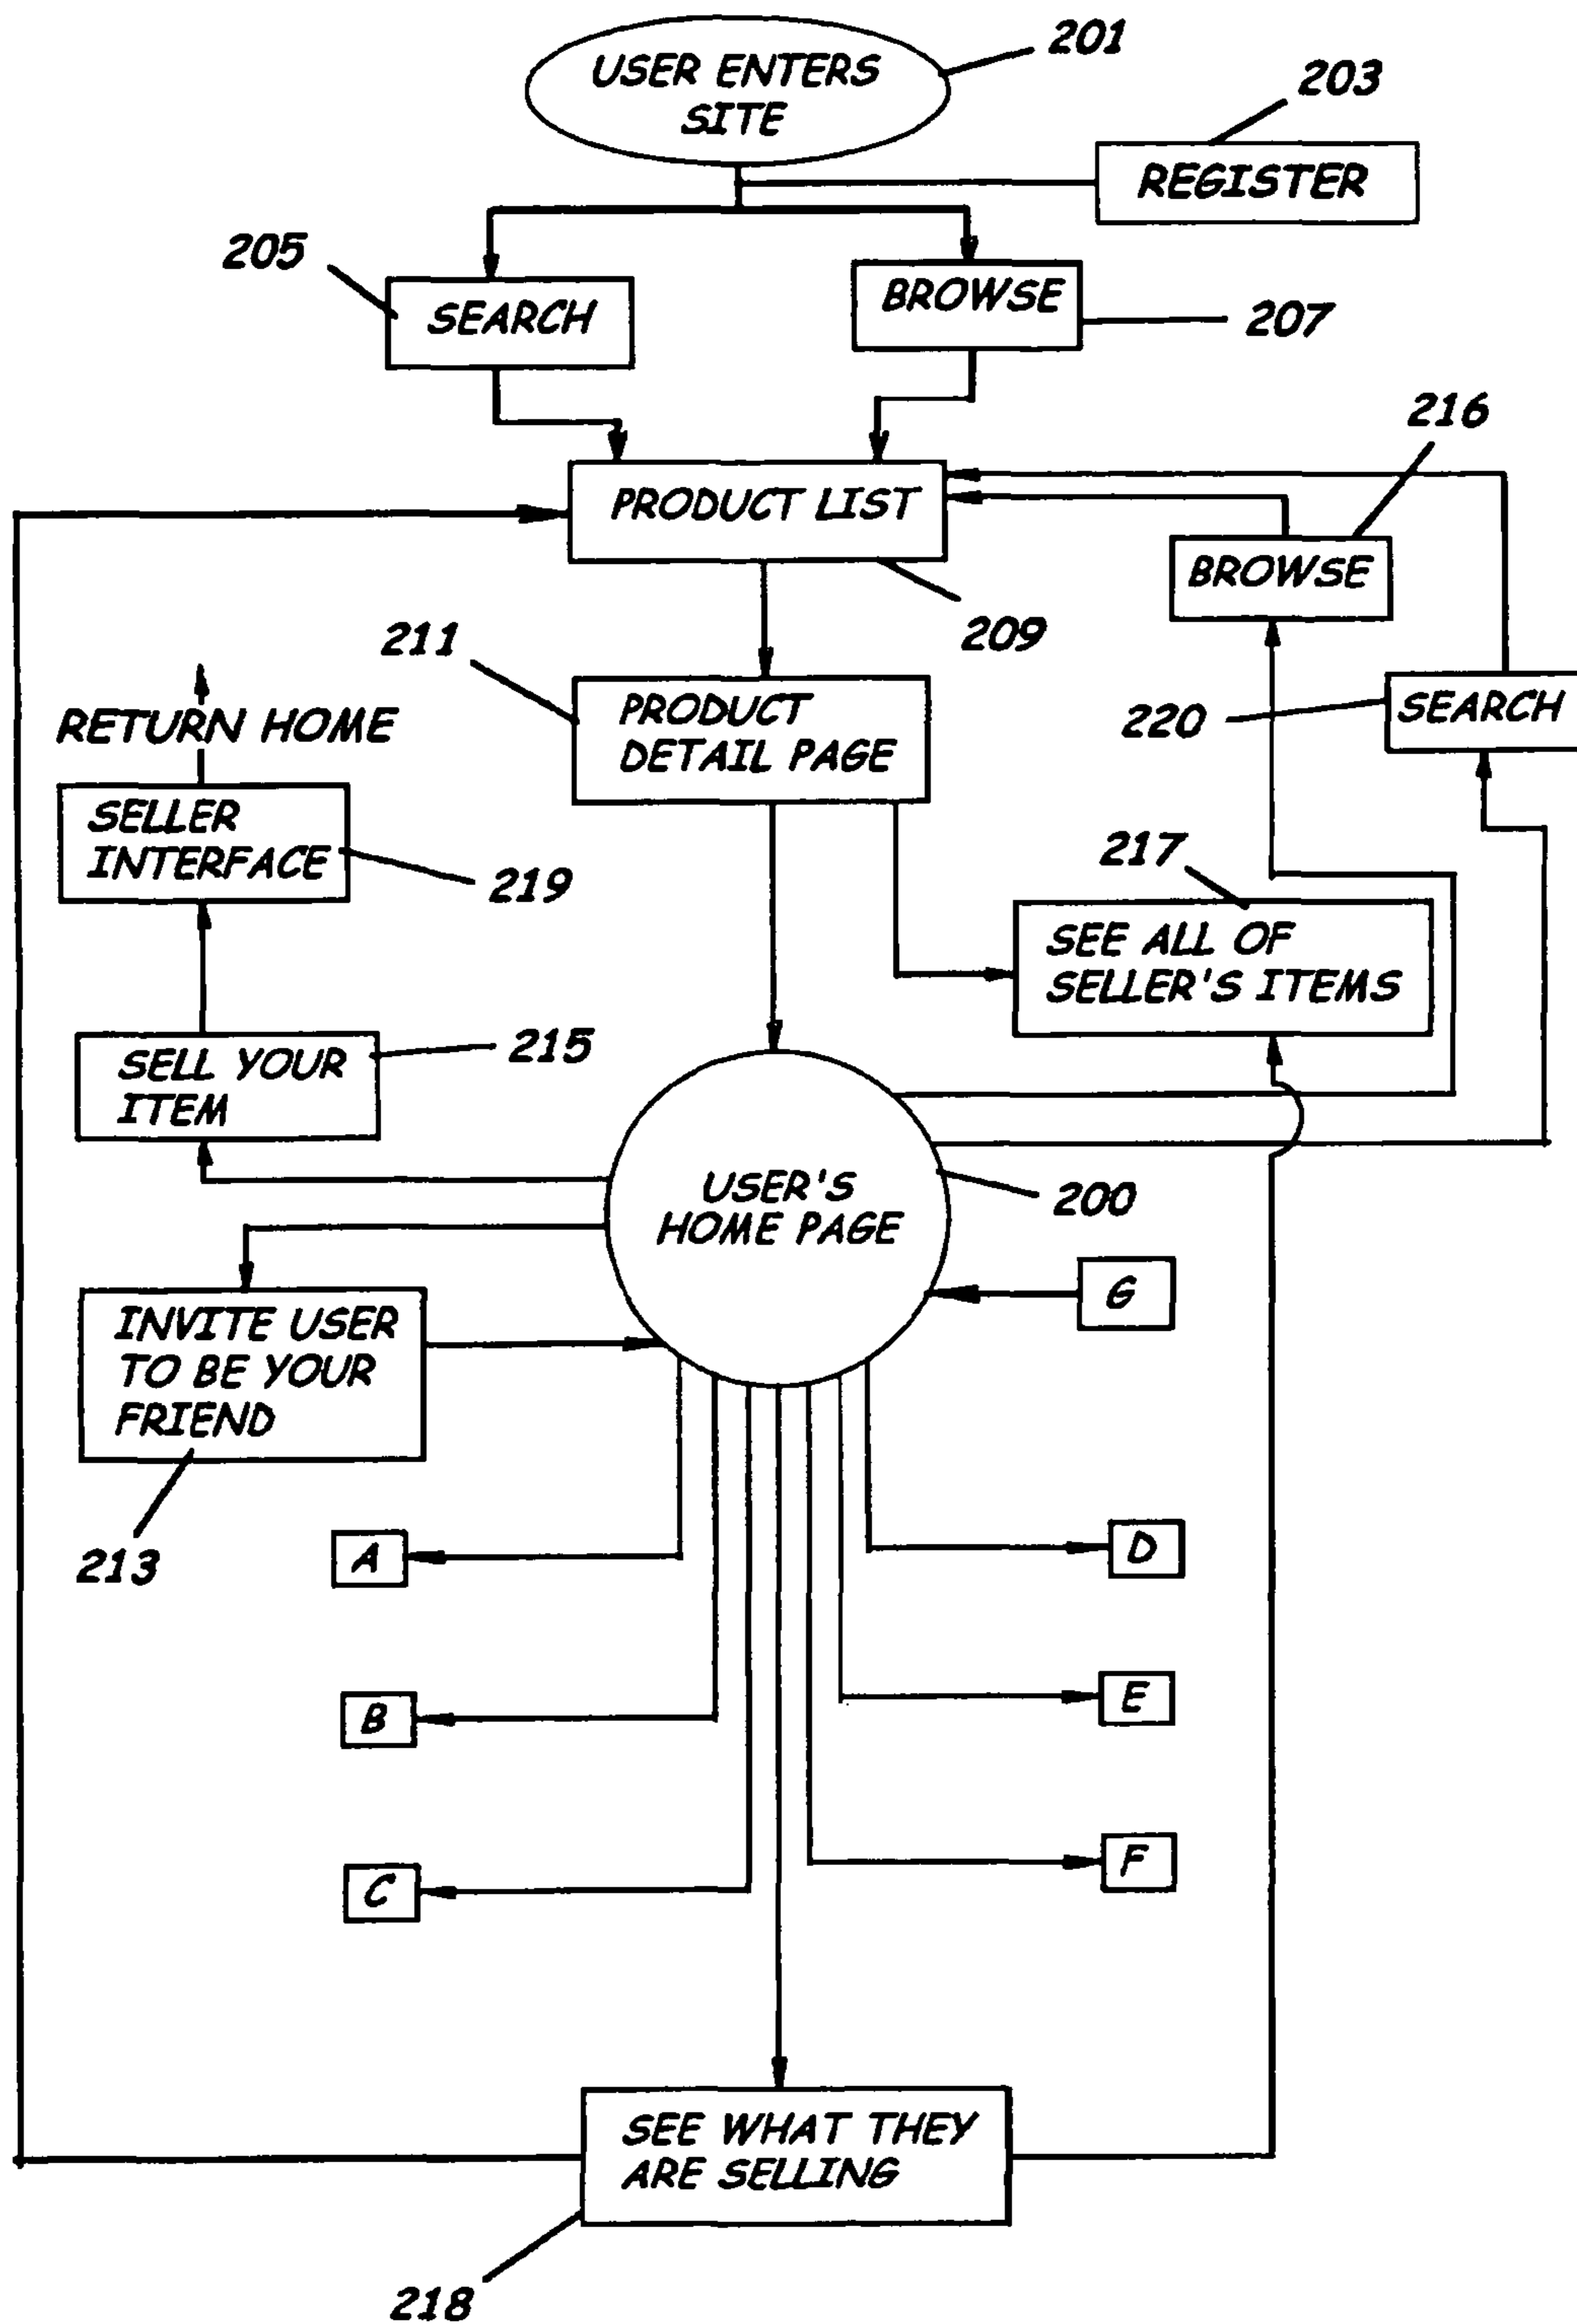 201
USER ENTERS
SITE
203
REGISTER
205
SEARCH
BROWSE
207
216
PRODUCT LIST
BROWSE
209
211
PRODUCT
DETAIL PAGE
220
SEARCH
RETURN HOME
SELLER
INTERFACE
219
217
SEE ALL OF
SELLER'S ITEMS
215
SELL YOUR
ITEM
USER'S
HOME PAGE
200
G
INVITE USER
TO BE YOUR
FRIEND
213
A
D
B
E
C
F
SEE WHAT THEY
ARE SELLING
218